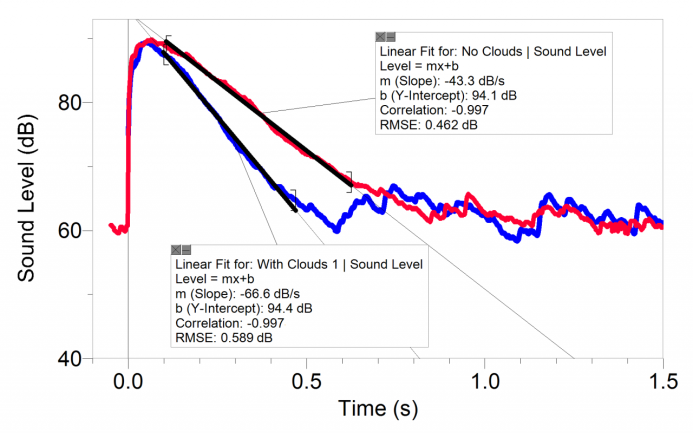 Linear Fit for: No Clouds | Sound Level
Level = mx+b
m (Slope): -43.3 dB/s
b (Y-Intercept): 94.1 dB
Correlation: -0.997
RMSE: 0.462 dB
80
Sound Level (dB)
60
Linear Fit for: With Clouds 1 | Sound Level
Level = mx+b
m (Slope): -66.6 dB/s
b (Y-Intercept): 94.4 dB
Correlation: -0.997
RMSE: 0.589 dB
40
0.0 0.5 1.0 1.5
Time (s)